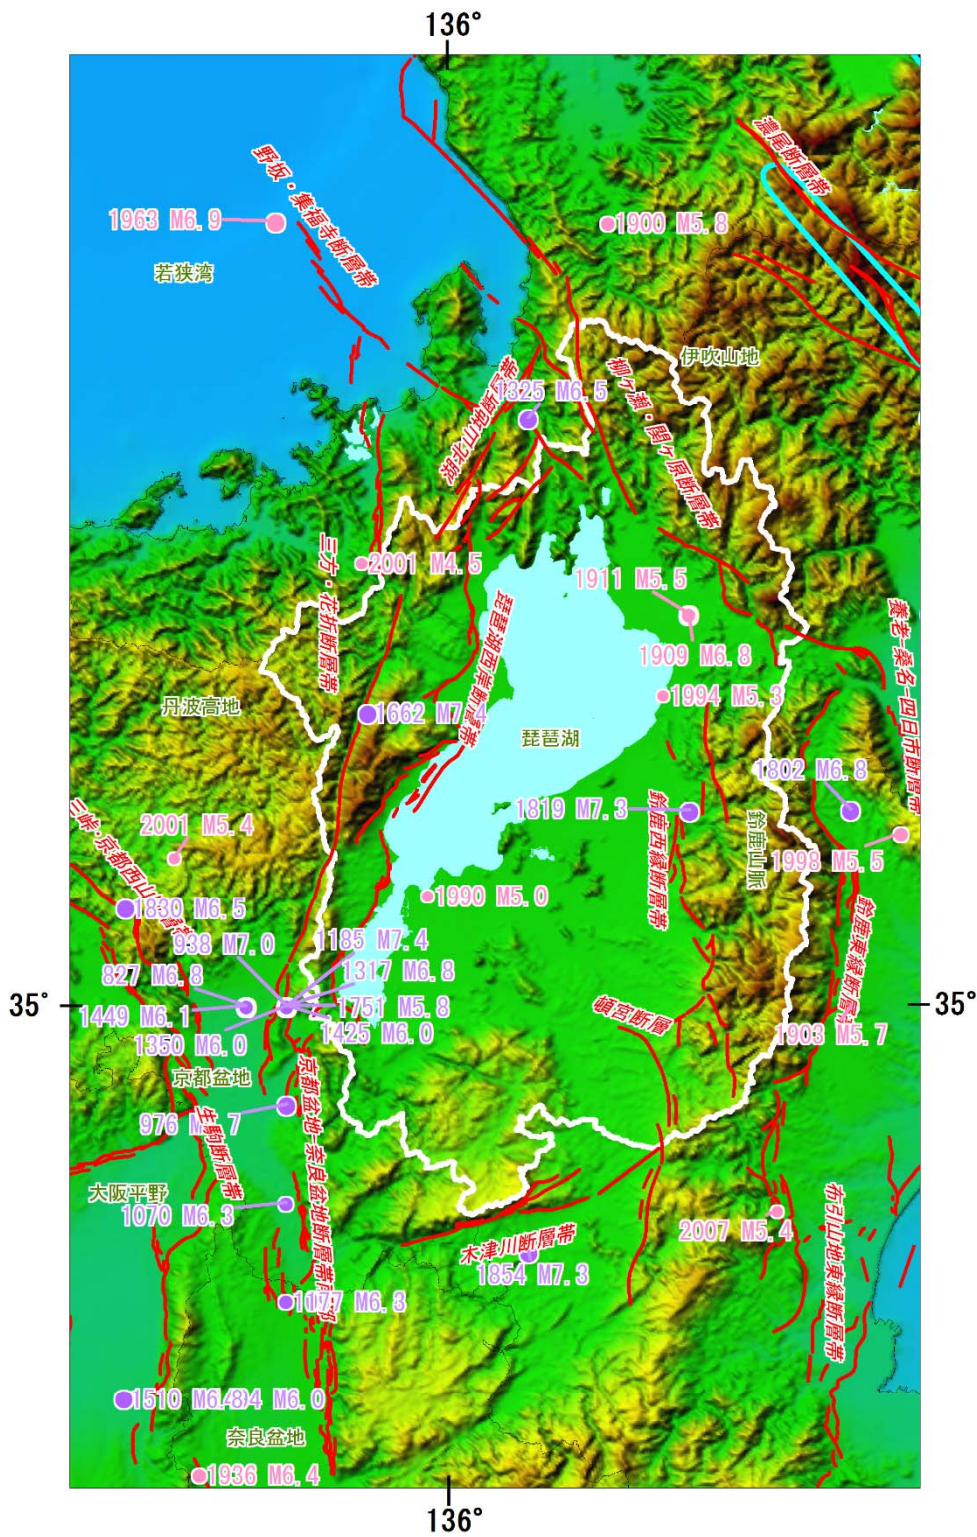 136°
濃尾断層帯
野坂・集福寺断層帯
1963 M6.9
1900 M5.8
若狭湾
伊吹山地
柳ヶ瀬・関ヶ原断層帯
湖北山地断層帯
1325 M6.5
三方・花折断層帯
2001 M4.5
1911 M5.5
琵琶湖西岸断層帯
養老-桑名-四日市断層帯
1909 M6.8
1994 M5.3
丹波高地
1662 M7.4
琵琶湖
1802 M6.8
三峠・京都西山断層帯
1819 M7.3
鈴鹿西縁断層帯
鈴鹿山脈
2001 M5.4
1998 M5.5
鈴鹿東縁断層帯
1990 M5.0
1830 M6.5
938 M7.0
1185 M7.4
827 M6.8
1317 M6.8
35°
1449 M6.1
1751 M5.8
頓宮断層
35°
1350 M6.0
1425 M6.0
1903 M5.7
京都盆地
京都盆地-奈良盆地断層帯南部
976 M
7
生駒断層帯
大阪平野
1070 M6.3
布引山地東縁断層帯
2007 M5.4
木津川断層帯
1854 M7.3
1177 M6.3
1510 M6.
M6.0
奈良盆地
1936 M6.4
136°